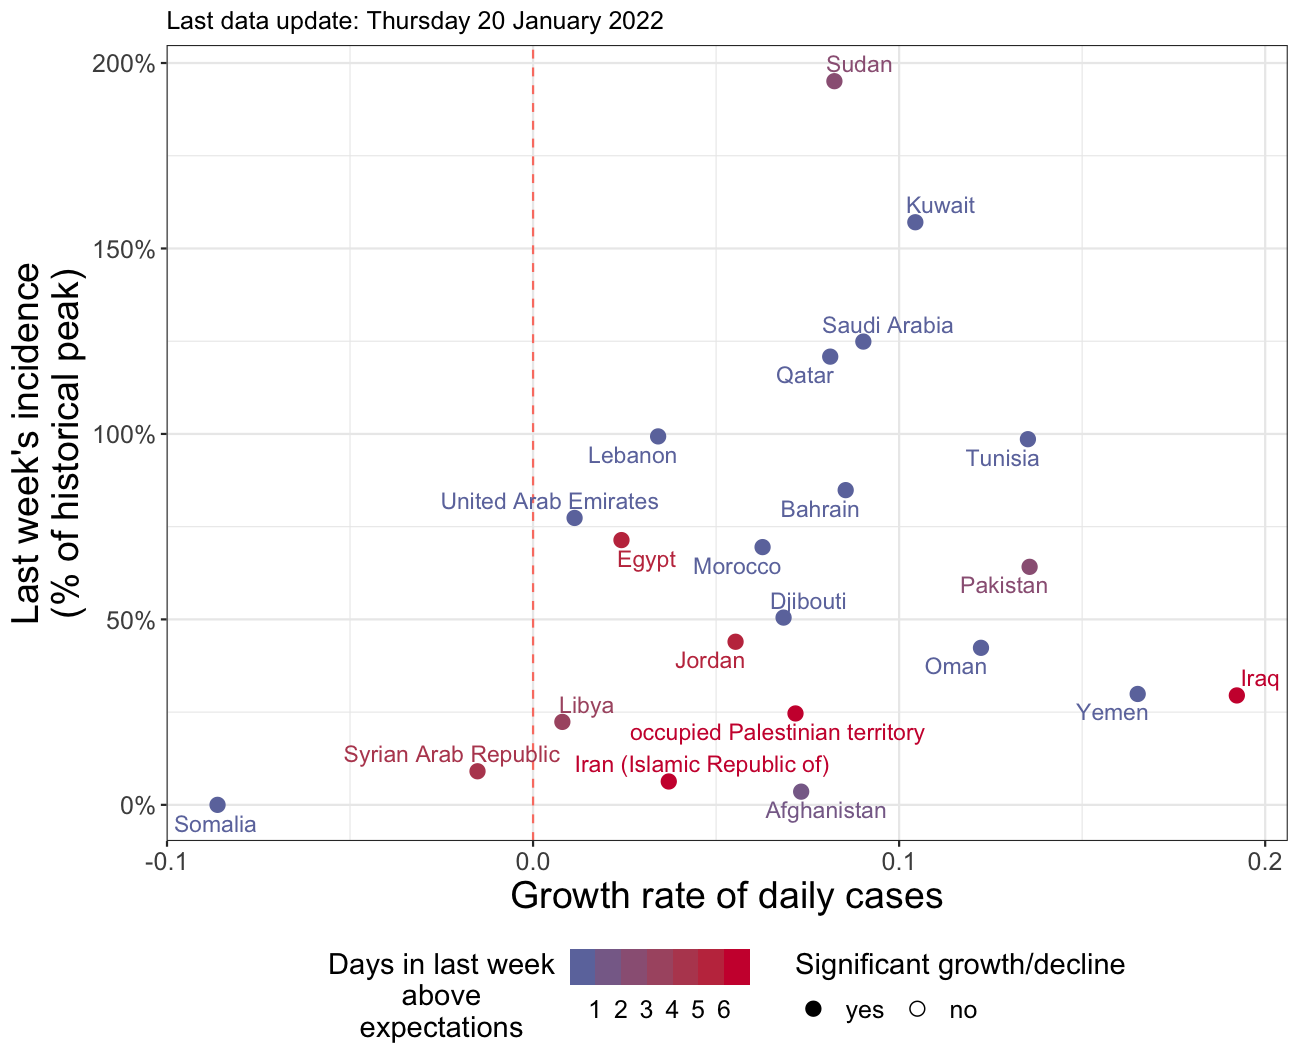 Last data update: Thursday 20 January 2022
Last week's incidence
(% of historical peak)
200%
150%
100%
50%
0%
Sudan
Kuwait
Saudi Arabia
Qatar
Lebanon
Tunisia
United Arab Emirates
Bahrain
Egypt
Morocco
Pakistan
Djibouti
Jordan
Oman
Iraq
Libya
Yemen
occupied Palestinian territory
Syrian Arab Republic
Iran (Islamic Republic of)
Afghanistan
Somalia
-0.1 0.0 0.1 0.2
Growth rate of daily cases
Days in last week
above
expectations
1 2 3 4 5 6
Significant growth/decline
yes no